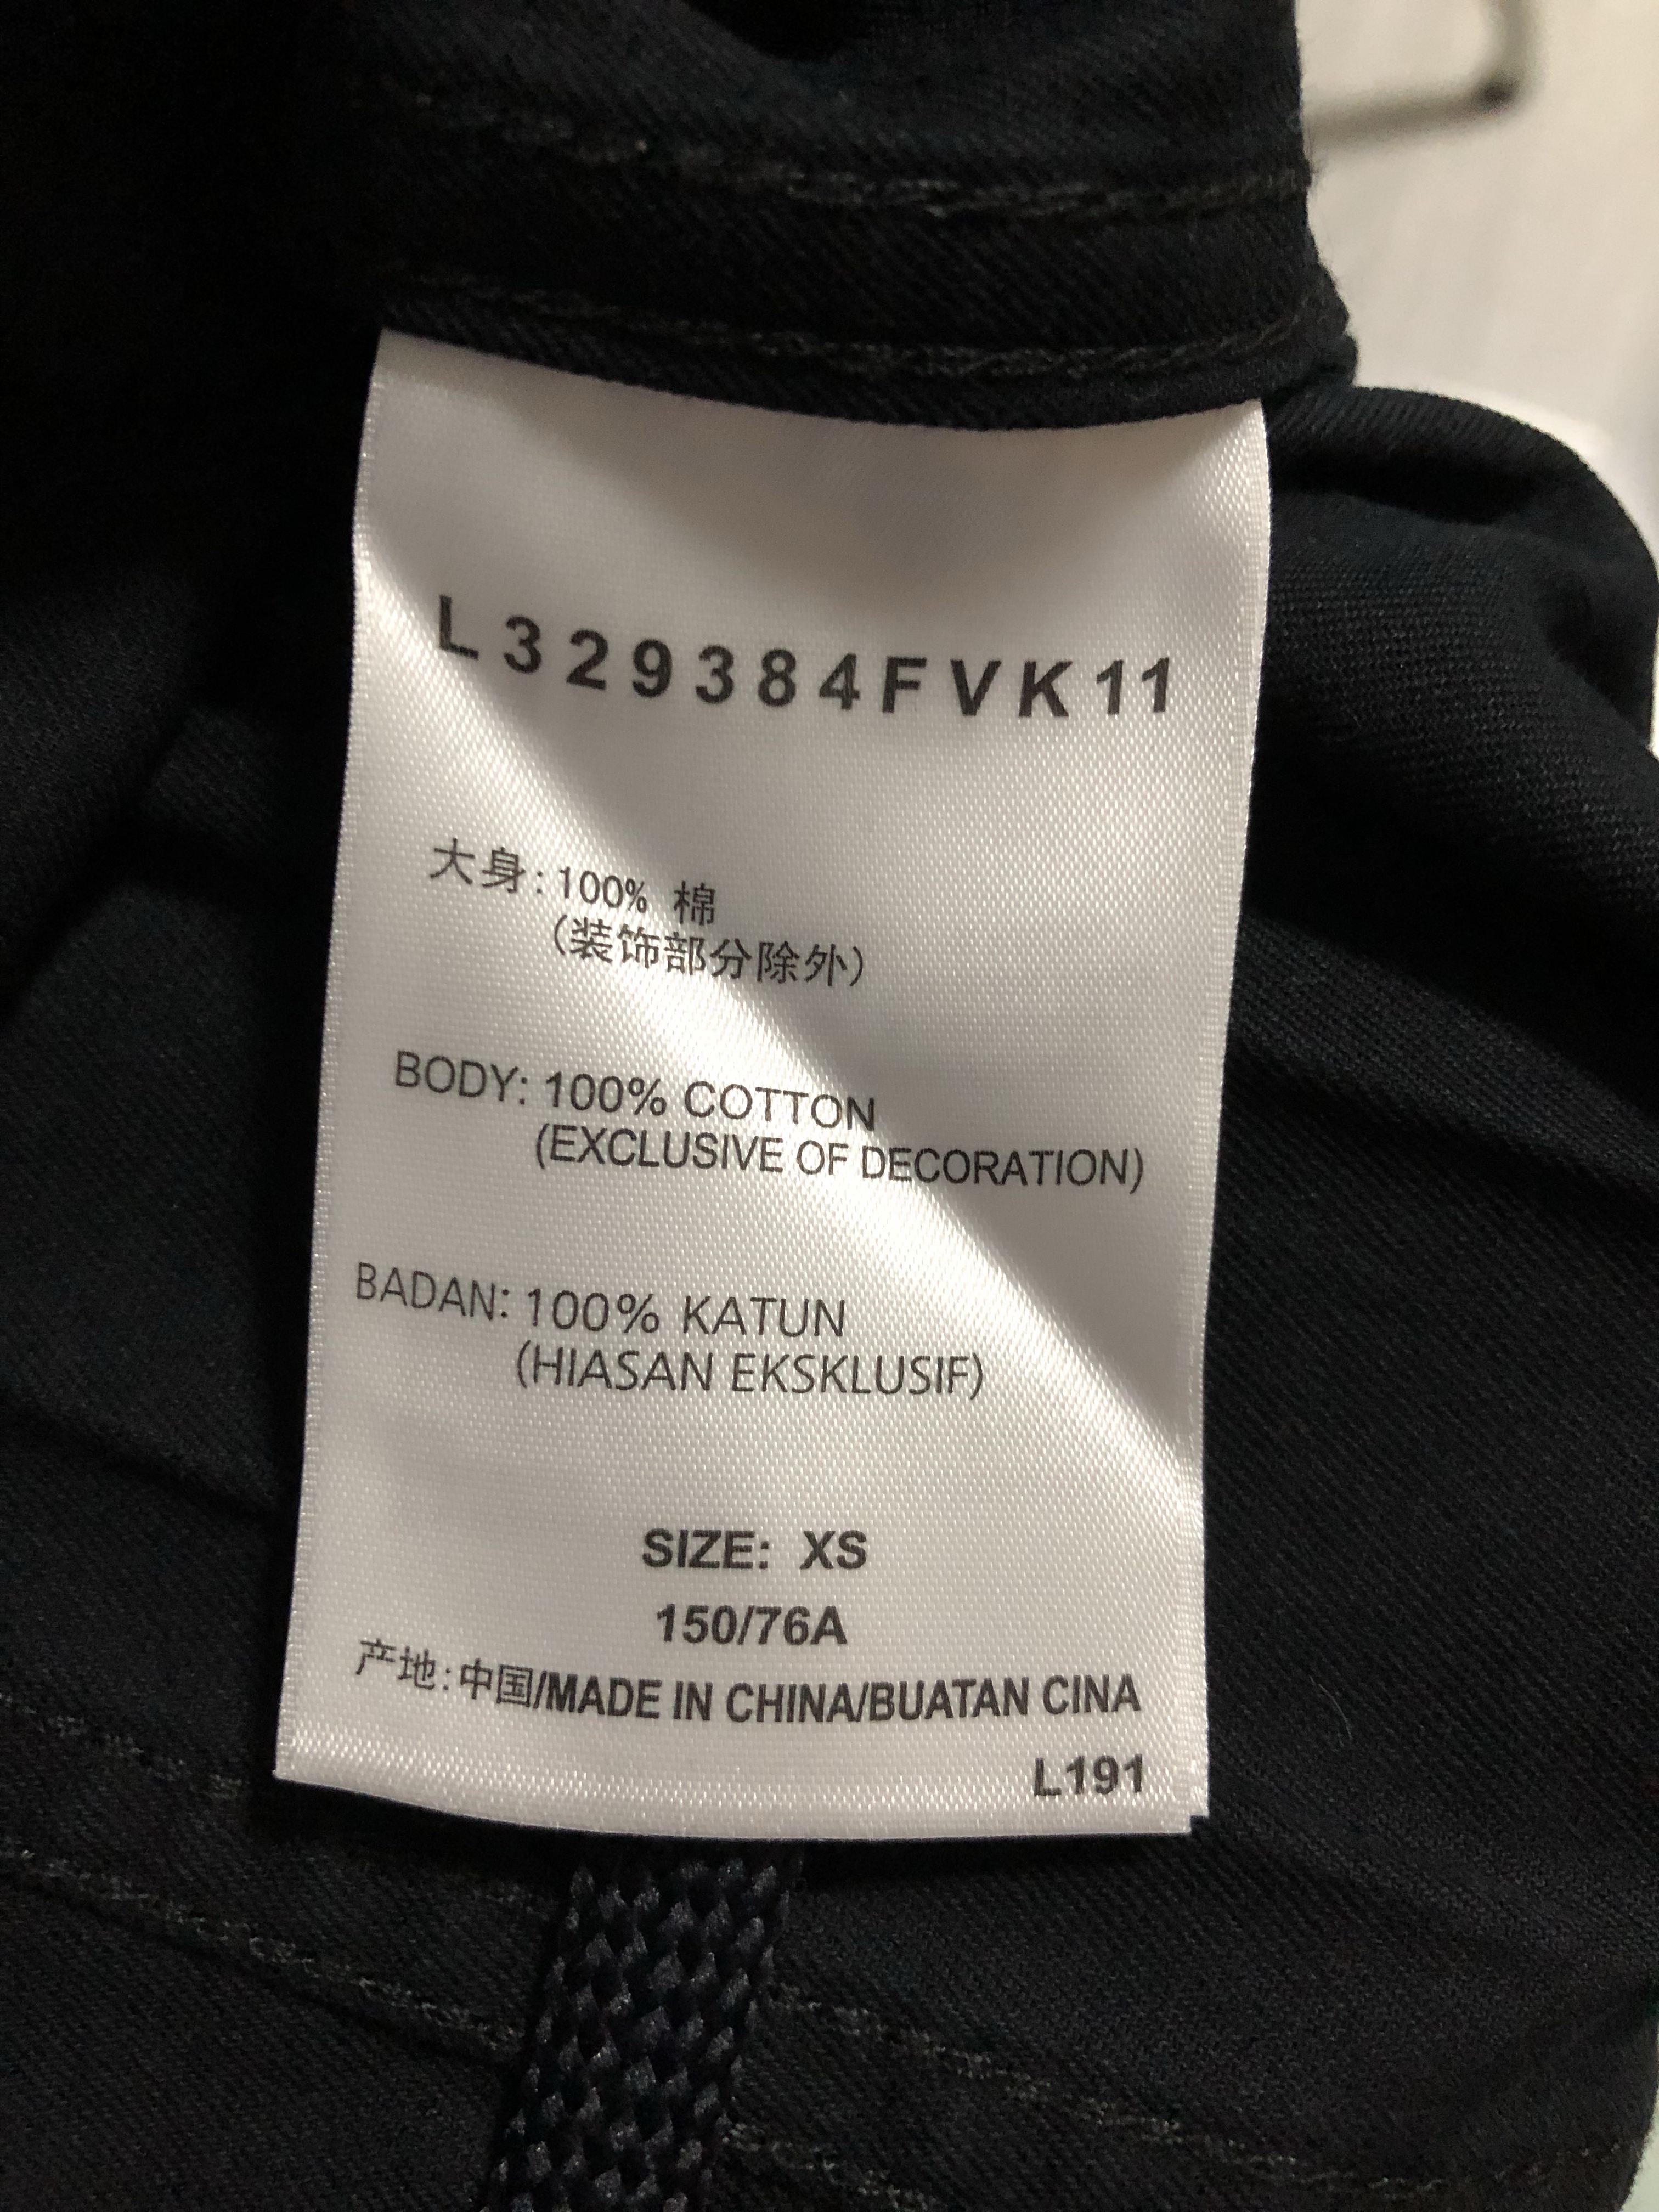 L329384FVK11
大身:100% 棉
(装饰部分除外)
BODY: 100% COTTON
(EXCLUSIVE OF DECORATION)
BADAN: 100% KATUN
(HIASAN EKSKLUSIF)
SIZE: XS
150/76A
产地:中国/MADE IN CHINA/BUATAN CINA
L191